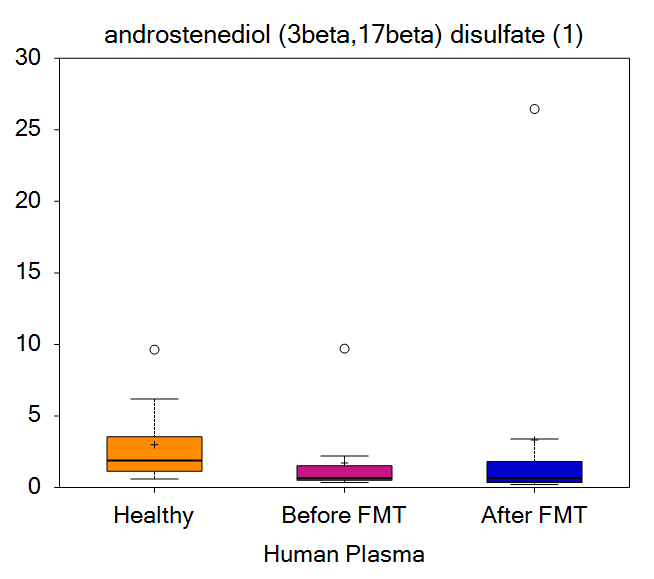 androstenediol (3beta,17beta) disulfate (1)
30
25
20
15
10
5
0
Healthy Before FMT After FMT
Human Plasma